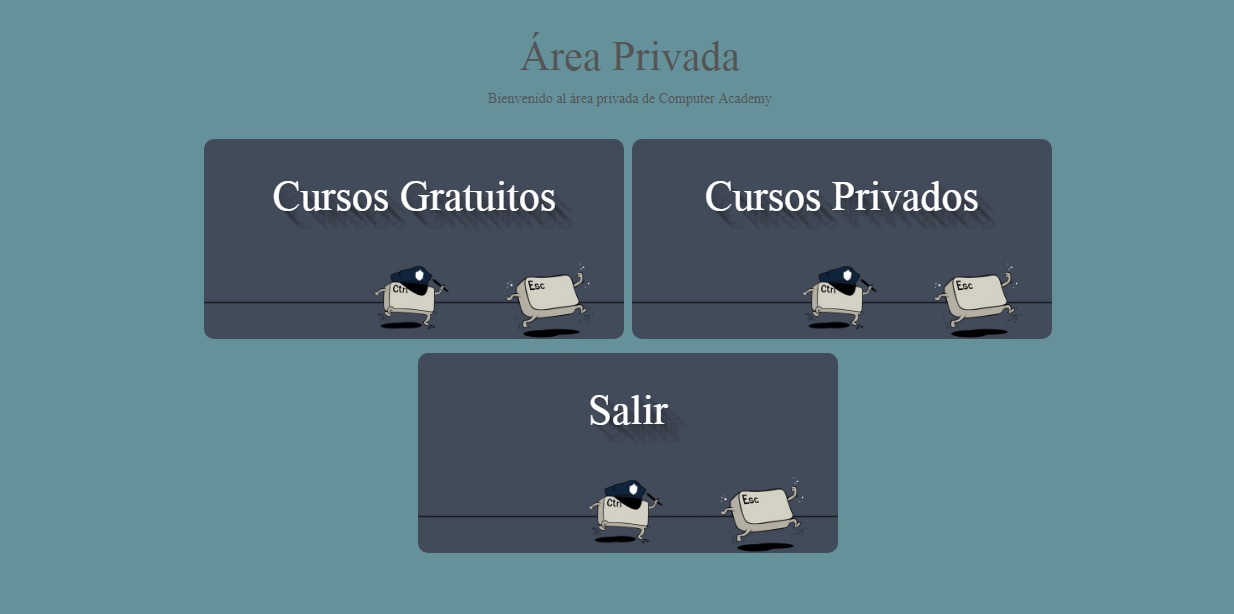 Área Privada
Bienvenido al área privada de Computer Academy
Cursos Gratuitos
Cursos Privados
Ctrl
Esc
Ctrl
Esc
Salir
Ctrl
Esc